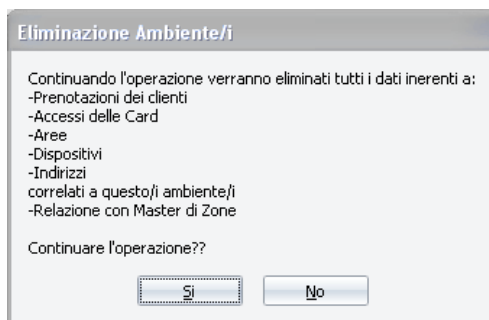 Eliminazione Ambiente/i
Continuando l'operazione verranno eliminati tutti i dati inerenti a:
-Prenotazioni dei clienti
-Accessi delle Card
-Aree
-Dispositivi
-Indirizzi
correlati a questo/i ambiente/i
-Relazione con Master di Zone
Continuare l'operazione??
Si No